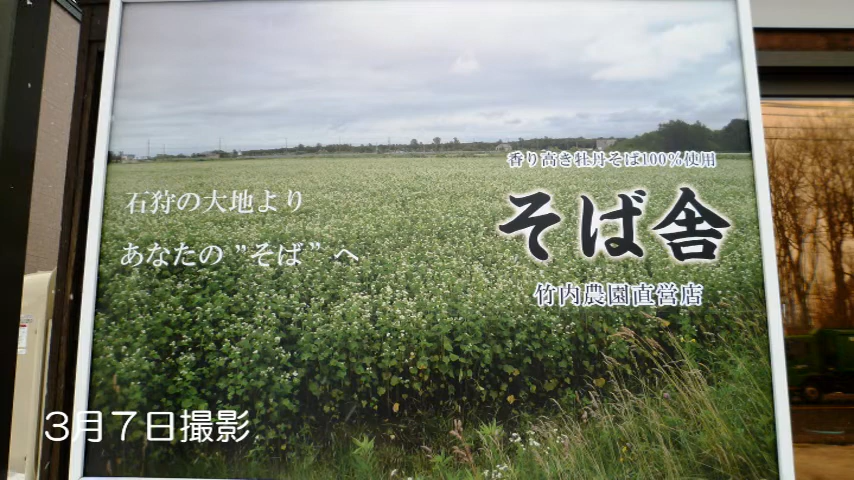 香り高き牡丹そば100%使用
そば舎
竹内農園直営店
石狩の大地より
あなたの”そば”へ
3月7日撮影